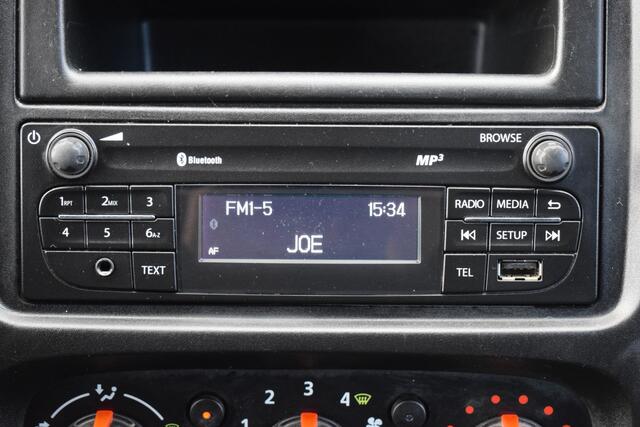 BROWSE
Bluetooth
MP3
1RPT 2MIX 3
FM1-5 15:34
RADIO MEDIA
4 5 6A-Z
JOE
SETUP
TEXT
AF
TEL
1 2 3 4